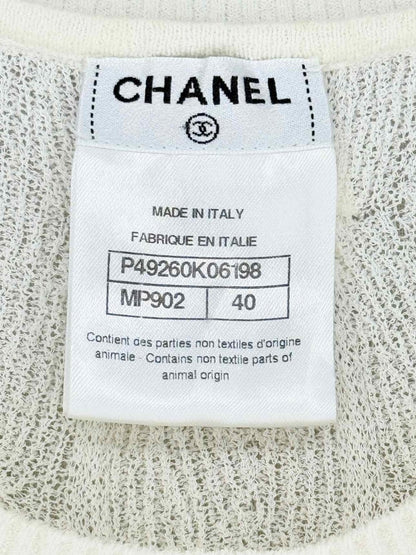 CHANEL
MADE IN ITALY
FABRIQUE EN ITALIE
P49260K06198
MP902 40
Contient des parties non textiles d'origine
animale - Contains non textile parts of
animal origin